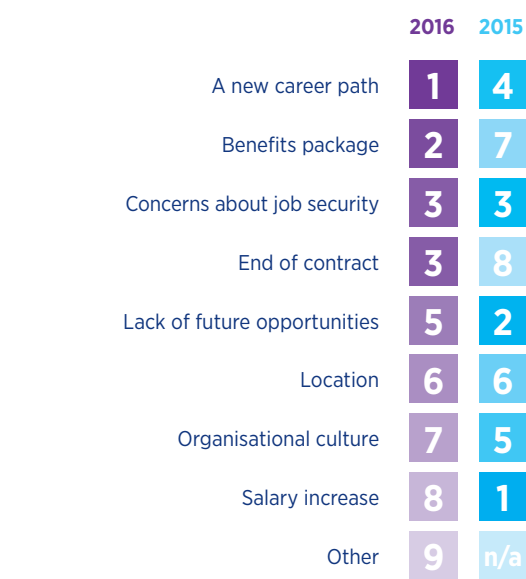 2016 2015
A new career path 1 4
Benefits package 2 7
Concerns about job security 3 3
End of contract 3 8
Lack of future opportunities 5 2
Location 6 6
Organisational culture 7 5
Salary increase 8 1
Other 9 n/a